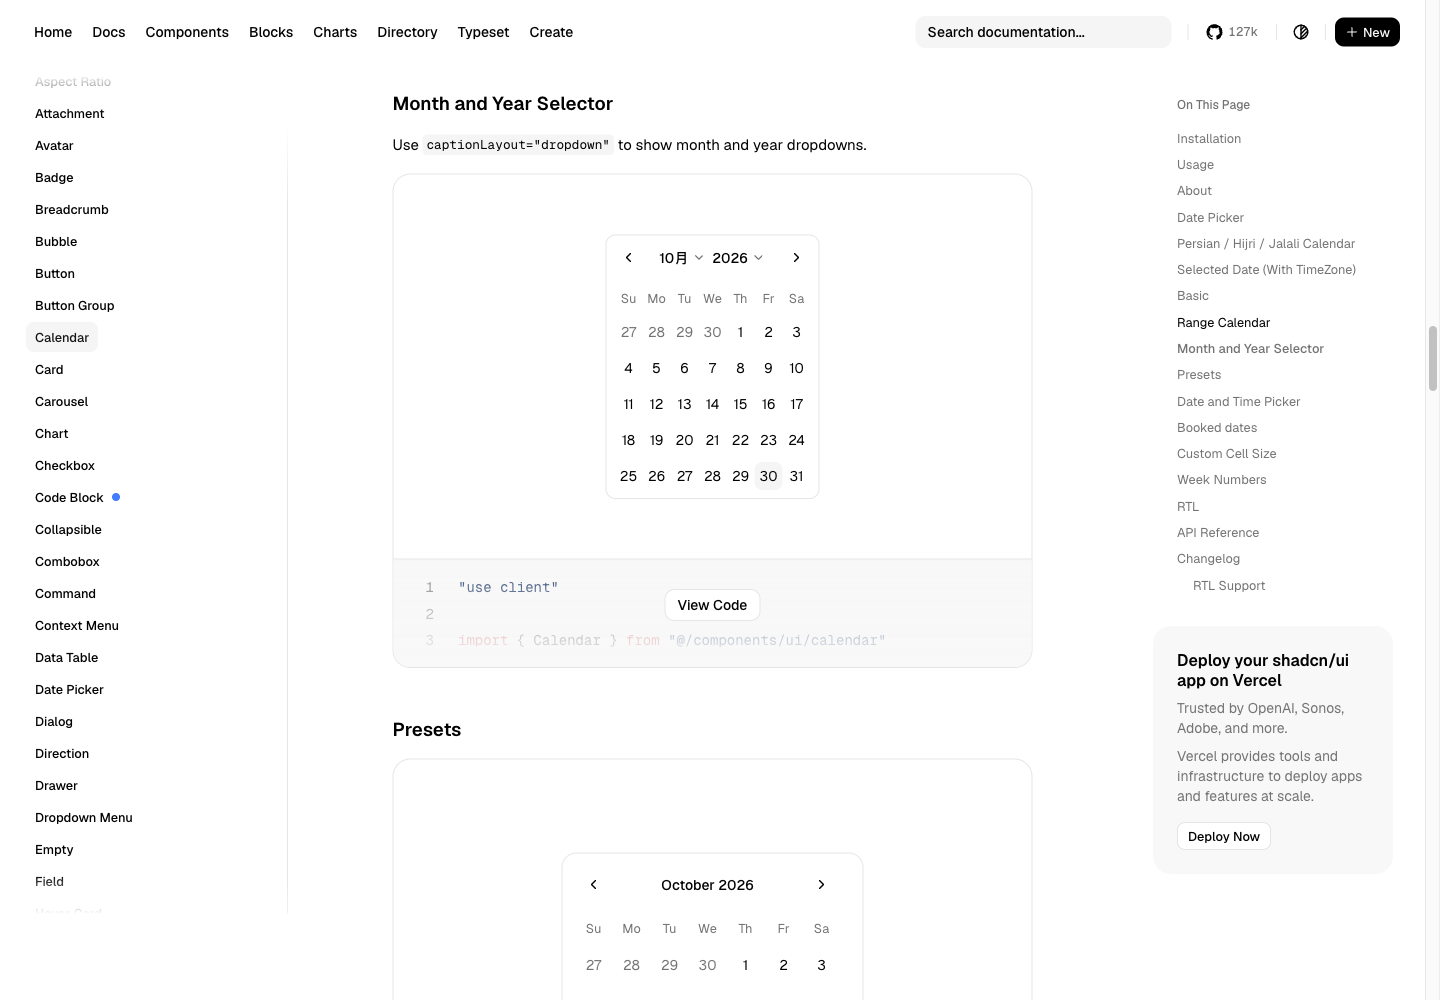 Home Docs Components Blocks Charts Directory Typeset Create
Search documentation...
127k
New
Aspect Ratio
Attachment
Avatar
Badge
Breadcrumb
Bubble
Button
Button Group
Calendar
Card
Carousel
Chart
Checkbox
Code Block
Collapsible
Combobox
Command
Context Menu
Data Table
Date Picker
Dialog
Direction
Drawer
Dropdown Menu
Empty
Field
Month and Year Selector
Use captionLayout="dropdown" to show month and year dropdowns.
10月 2026
Su Mo Tu We Th Fr Sa
27 28 29 30 1 2 3
4 5 6 7 8 9 10
11 12 13 14 15 16 17
18 19 20 21 22 23 24
25 26 27 28 29 30 31
1 "use client"
2
View Code
3 import { Calendar } from "@/components/ui/calendar"
Presets
October 2026
Su Mo Tu We Th Fr Sa
27 28 29 30 1 2 3
On This Page
Installation
Usage
About
Date Picker
Persian / Hijri / Jalali Calendar
Selected Date (With TimeZone)
Basic
Range Calendar
Month and Year Selector
Presets
Date and Time Picker
Booked dates
Custom Cell Size
Week Numbers
RTL
API Reference
Changelog
RTL Support
Deploy your shadcn/ui
app on Vercel
Trusted by OpenAI, Sonos,
Adobe, and more.
Vercel provides tools and
infrastructure to deploy apps
and features at scale.
Deploy Now